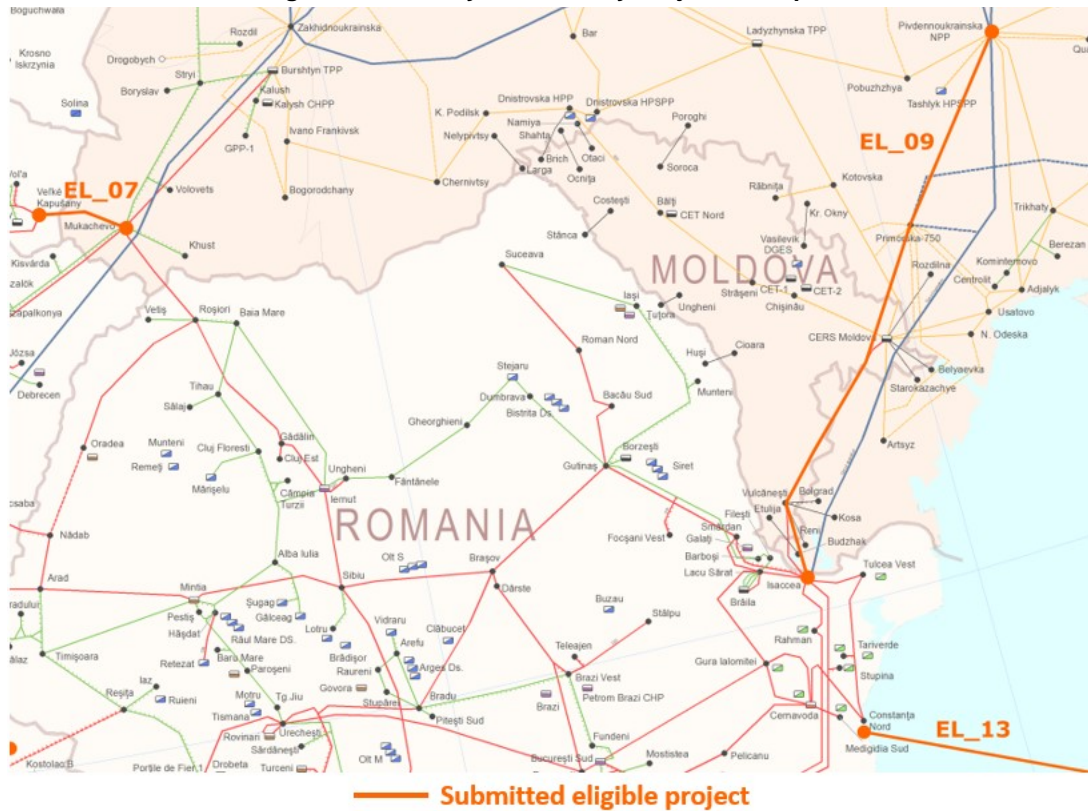 Boguchwała
Zakhidnoukrainska
Pivdennoukrainska
NPP
Rozdil
Bar
Ladyzhynska TPP
Krosno
Iskrzynia
Drogobych
Stryi
Burshtyn TPP
Boryslav
Kalush
Kalysh CHPP
Pobuzhzhya
Tashlyk HPSPP
Solina
Dnistrovska HPP
Dnistrovska HPSPP
K. Podilsk
Namiya
Poroghi
Ivano Frankivsk
Nelypivtsy
Shahta
GPP-1
Brich
Otaci
EL_09
Larga
Ocnița
Soroca
EL_07
Veľké
Kapušany
Volovets
Bogorodchany
Chernivtsy
Kotovska
Râbnița
Costești
Bălți
CET Nord
Kr. Okny
Trikhaty
Mukachevo
Stânca
Vasilevik
DGES
Primorska-750
Khust
Berezan
Kisvárda
Suceava
MOLDOVA
Rozdilna
Kominternovo
Centrolit
Strășeni
CET-1
CET-2
Adjalyk
Chișinău
Iași
Ungheni
Țuțora
Usatovo
Vetiș
Roșiori
Baia Mare
CERS Moldova
N. Odeska
Józsa
Roman Nord
Huși
Cioara
Belyaevka
Debrecen
Stejaru
Starokazachye
Tihau
Dumbrava
Bistrita Ds.
Munteni
Sălaj
Bacău Sud
Gheorghieni
Oradea
Munteni
Cluj Floresti
Gădălin
Borzești
Artsyz
Remeți
Cluj Est
Ungheni
Gutinaș
Siret
Mărișelu
Câmpia
Turzii
Iernut
Fântânele
Vulcănești
Bolgrad
Etulija
Filești
Kosa
ROMANIA
Smardan
Reni
Nădab
Focșani Vest
Galați
Budzhak
Alba Iulia
Barboși
Tulcea Vest
Olt S
Brașov
Lacu Sărat
Isaccea
Arad
Mintia
Sibiu
Brăila
Pestiș
Șugag
Dârste
Buzau
Hășdat
Gâlceag
Vidraru
Stâlpu
Râul Mare DS.
Lotru
Clăbucet
Rahman
Arefu
Tariverde
Timișoara
Retezat
Baru Mare
Brădișor
Teleajen
Raureni
Arges Ds.
Gura Ialomitei
Paroșeni
Stupina
Iaz
Govora
Brazi Vest
Reșița
Motru
Tg.Jiu
Bradu
Petrom Brazi CHP
Ruieni
Stupărei
Tismana
Brazi
Cernavoda
Constanța
Nord
Pitești Sud
Rovinari
Urechești
Fundeni
EL_13
Sărdănești
Medigidia Sud
Kostolac B
Drobeta
Olt M
București Sud
Mostistea
Pelicanu
Porțile de Fier 1
Turceni
Submitted eligible project